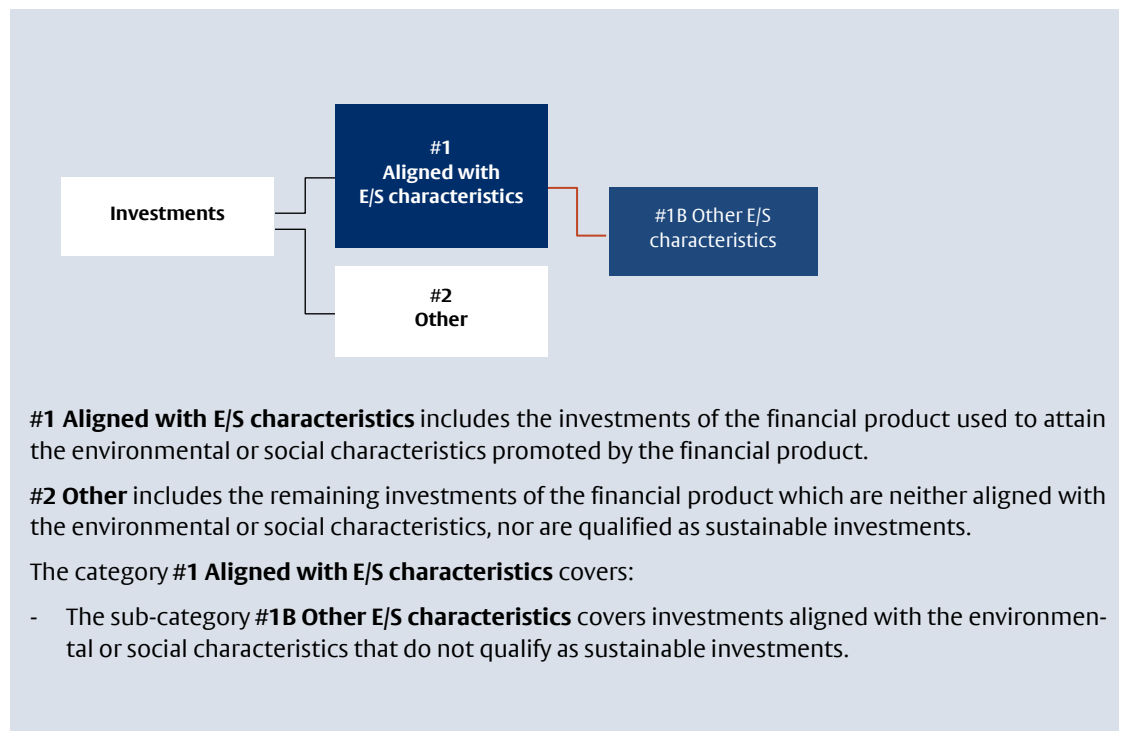 #1
Aligned with
E/S characteristics
Investments
#1B Other E/S
characteristics
#2
Other
#1 Aligned with E/S characteristics includes the investments of the financial product used to attain
the environmental or social characteristics promoted by the financial product.
#2 Other includes the remaining investments of the financial product which are neither aligned with
the environmental or social characteristics, nor are qualified as sustainable investments.
The category #1 Aligned with E/S characteristics covers:
- The sub-category #1B Other E/S characteristics covers investments aligned with the environmen-
tal or social characteristics that do not qualify as sustainable investments.